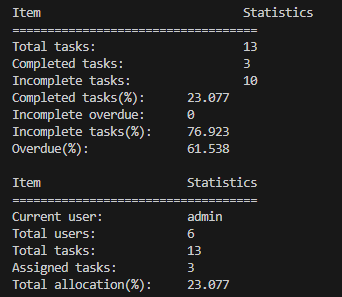 Item Statistics
===================================
Total tasks: 13
Completed tasks: 3
Incomplete tasks: 10
Completed tasks(%): 23.077
Incomplete overdue: 0
Incomplete tasks(%): 76.923
Overdue(%): 61.538
Item Statistics
===================================
Current user: admin
Total users: 6
Total tasks: 13
Assigned tasks: 3
Total allocation(%): 23.077